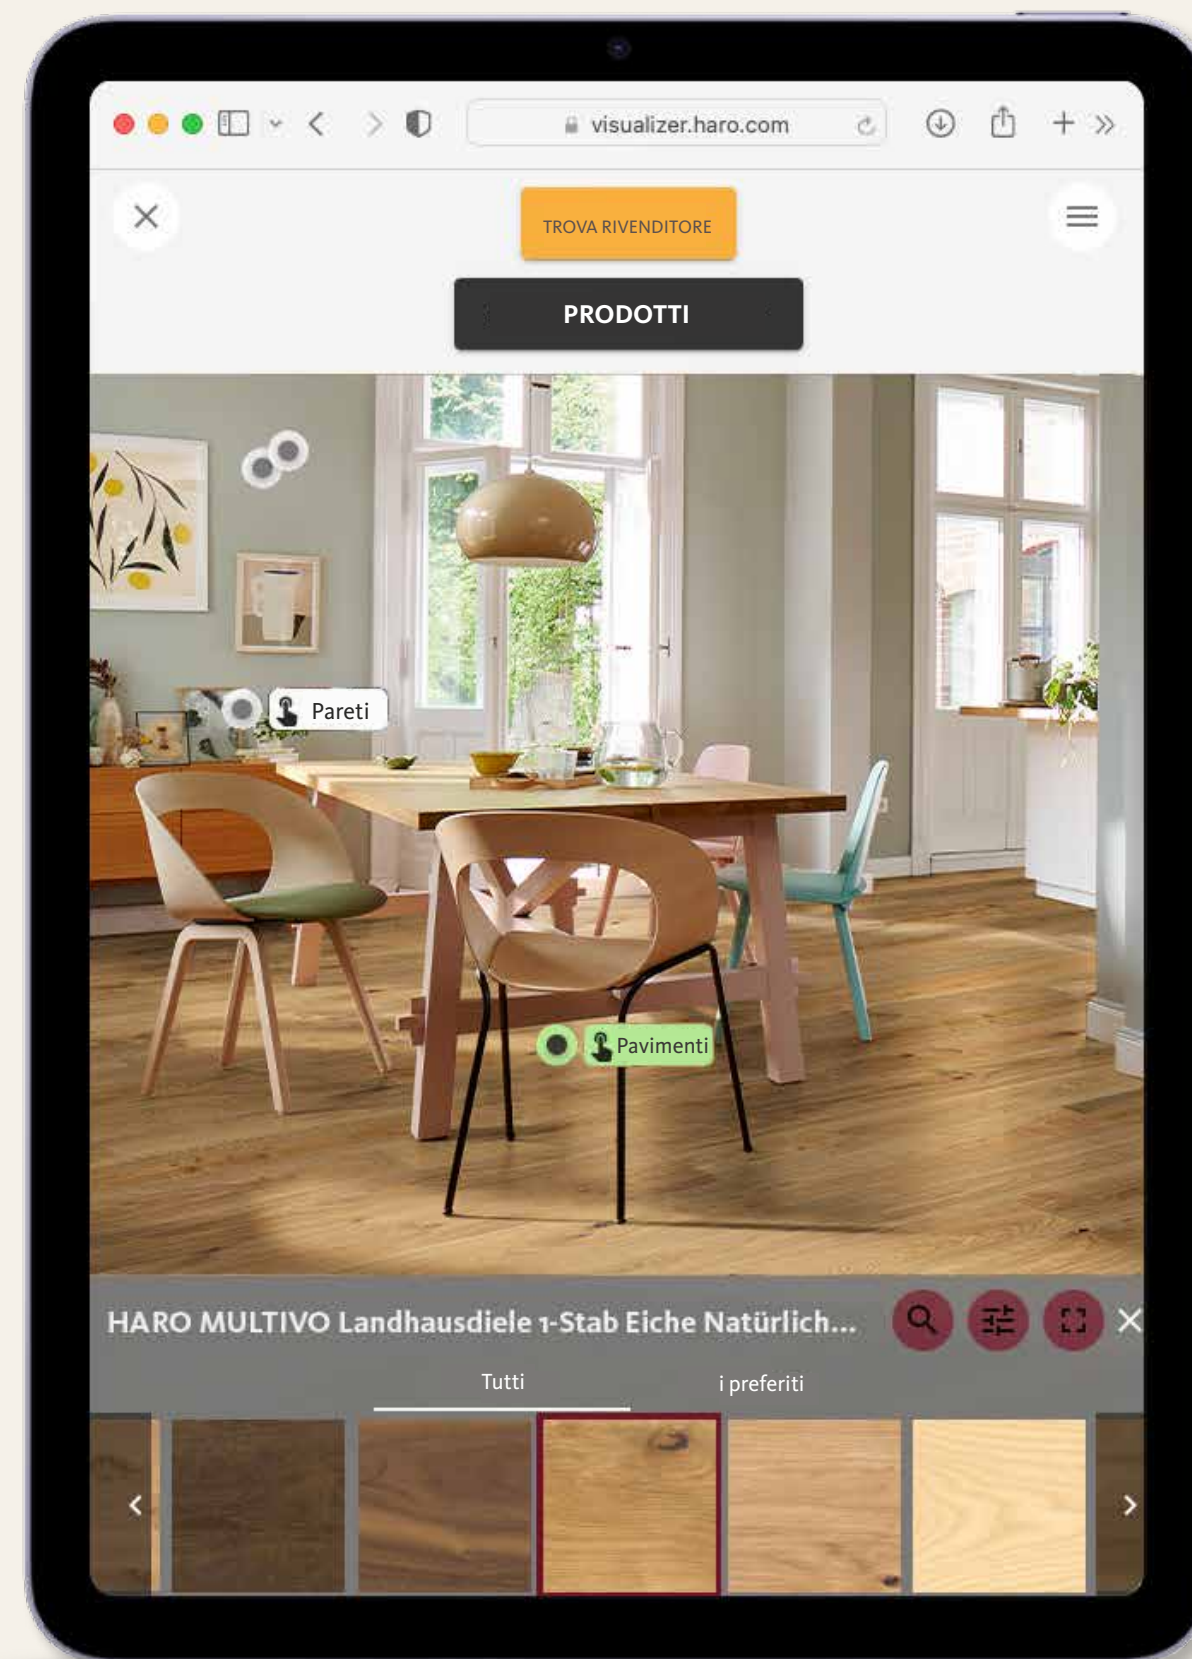 visualizer.haro.com
TROVA RIVENDITORE
PRODOTTI
Pareti
Pavimenti
HARO MULTIVO Landhausdiele 1-Stab Eiche Natürlich...
Tutti
i preferiti